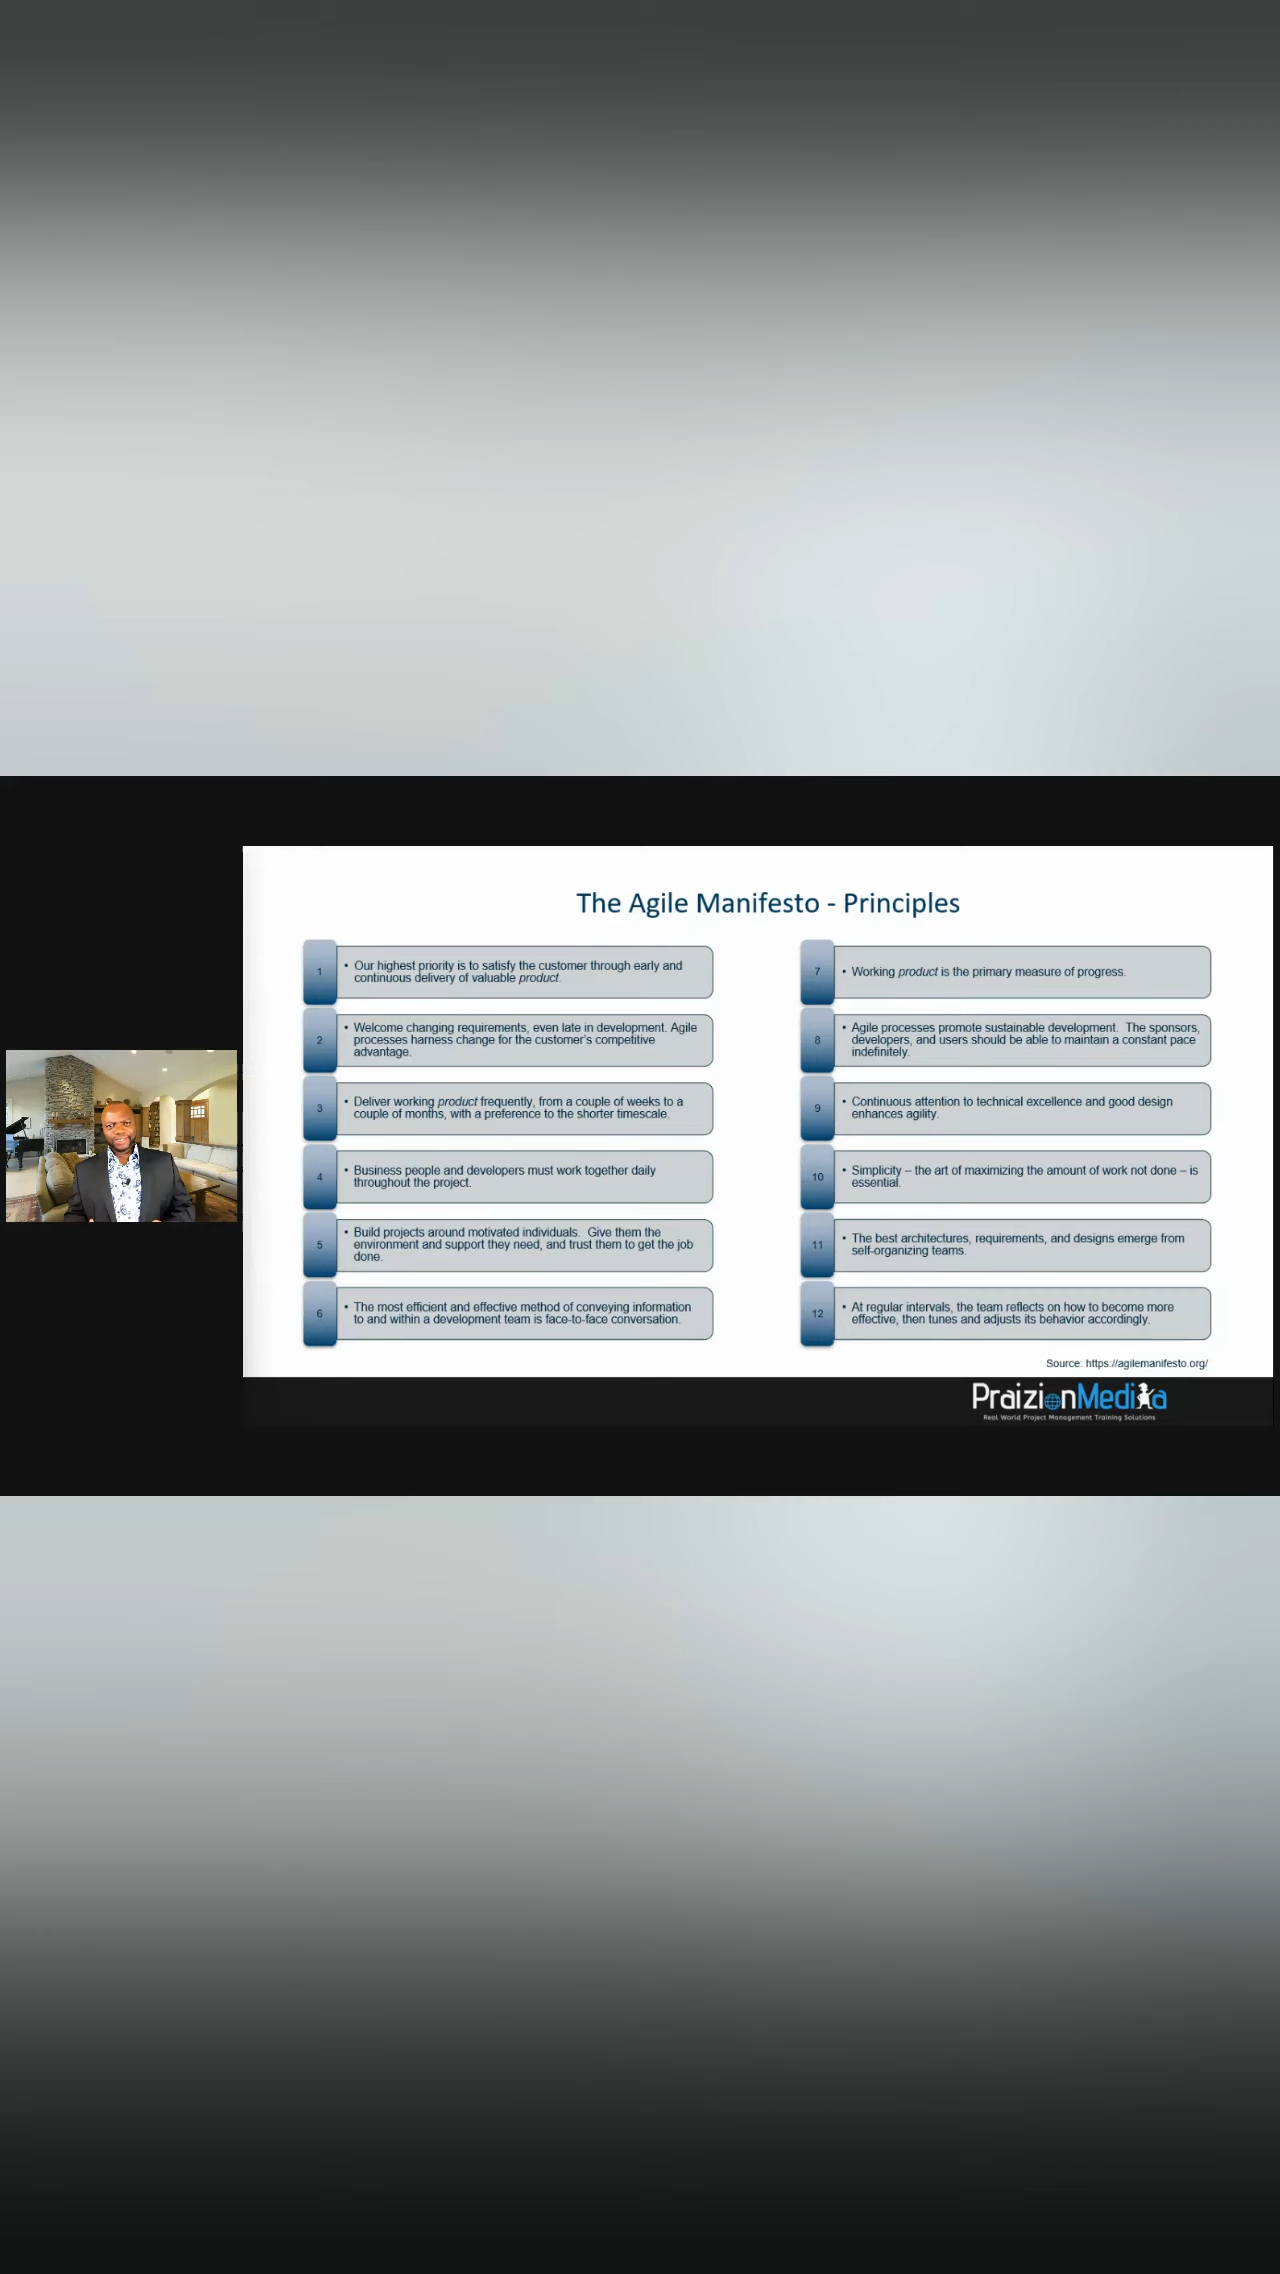 The Agile Manifesto - Principles
1
• Our highest priority is to satisfy the customer through early and
continuous delivery of valuable product.
2
• Welcome changing requirements, even late in development. Agile
processes harness change for the customer's competitive
advantage.
3
• Deliver working product frequently, from a couple of weeks to a
couple of months, with a preference to the shorter timescale.
4
• Business people and developers must work together daily
throughout the project.
5
• Build projects around motivated individuals. Give them the
environment and support they need, and trust them to get the job
done.
6
• The most efficient and effective method of conveying information
to and within a development team is face-to-face conversation.
7
• Working product is the primary measure of progress.
8
• Agile processes promote sustainable development. The sponsors,
developers, and users should be able to maintain a constant pace
indefinitely.
9
• Continuous attention to technical excellence and good design
enhances agility.
10
• Simplicity – the art of maximizing the amount of work not done – is
essential.
11
• The best architectures, requirements, and designs emerge from
self-organizing teams.
12
• At regular intervals, the team reflects on how to become more
effective, then tunes and adjusts its behavior accordingly.
Source: https://agilemanifesto.org/
PraizionMedia
Real World Project Management Training Solutions